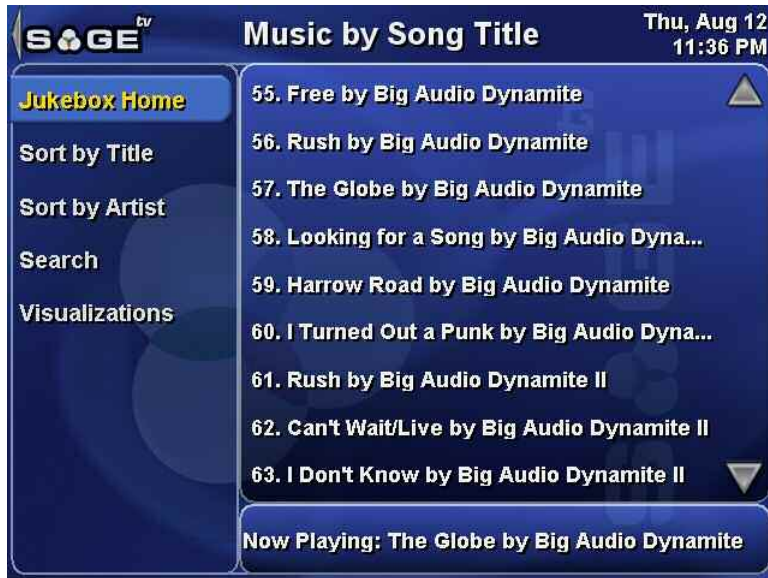 SAGE tv
Music by Song Title
Thu, Aug 12
11:36 PM
Jukebox Home
Sort by Title
Sort by Artist
Search
Visualizations
55. Free by Big Audio Dynamite
56. Rush by Big Audio Dynamite
57. The Globe by Big Audio Dynamite
58. Looking for a Song by Big Audio Dyna...
59. Harrow Road by Big Audio Dynamite
60. I Turned Out a Punk by Big Audio Dyna...
61. Rush by Big Audio Dynamite II
62. Can't Wait/Live by Big Audio Dynamite II
63. I Don't Know by Big Audio Dynamite II
Now Playing: The Globe by Big Audio Dynamite
SAGE tv